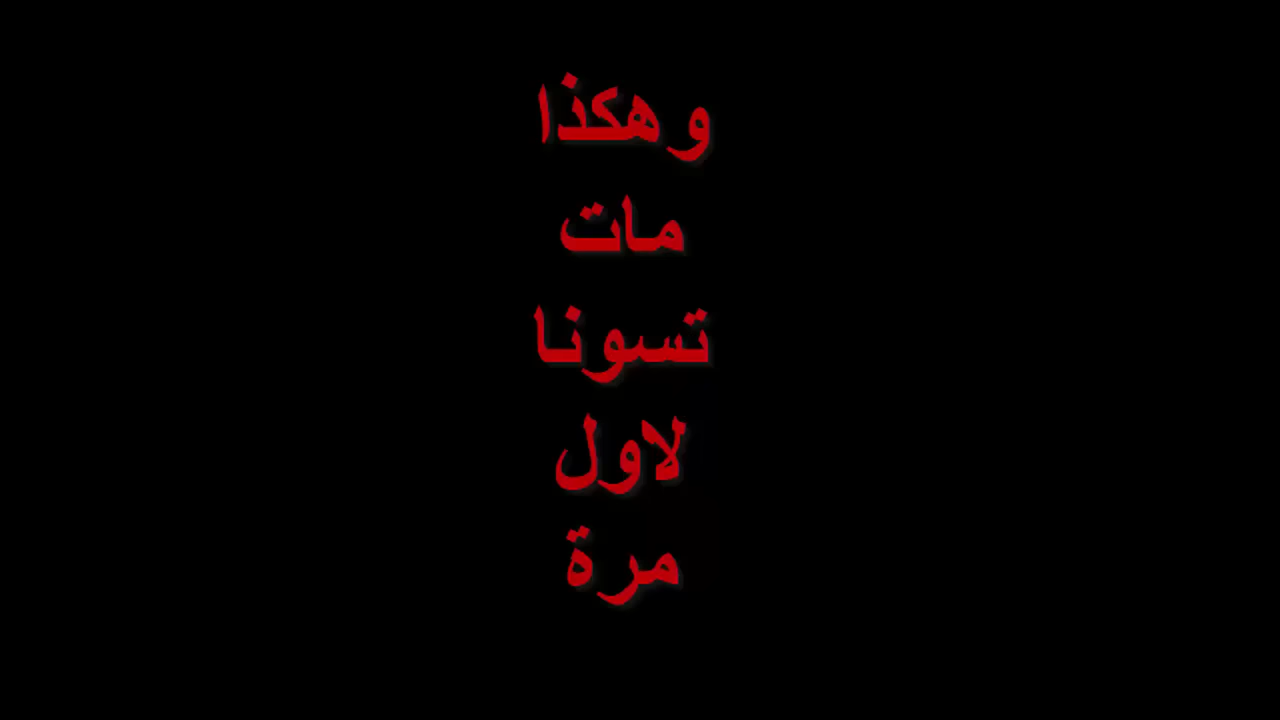 وهكذا
مات
تسونا
لاول
مرة